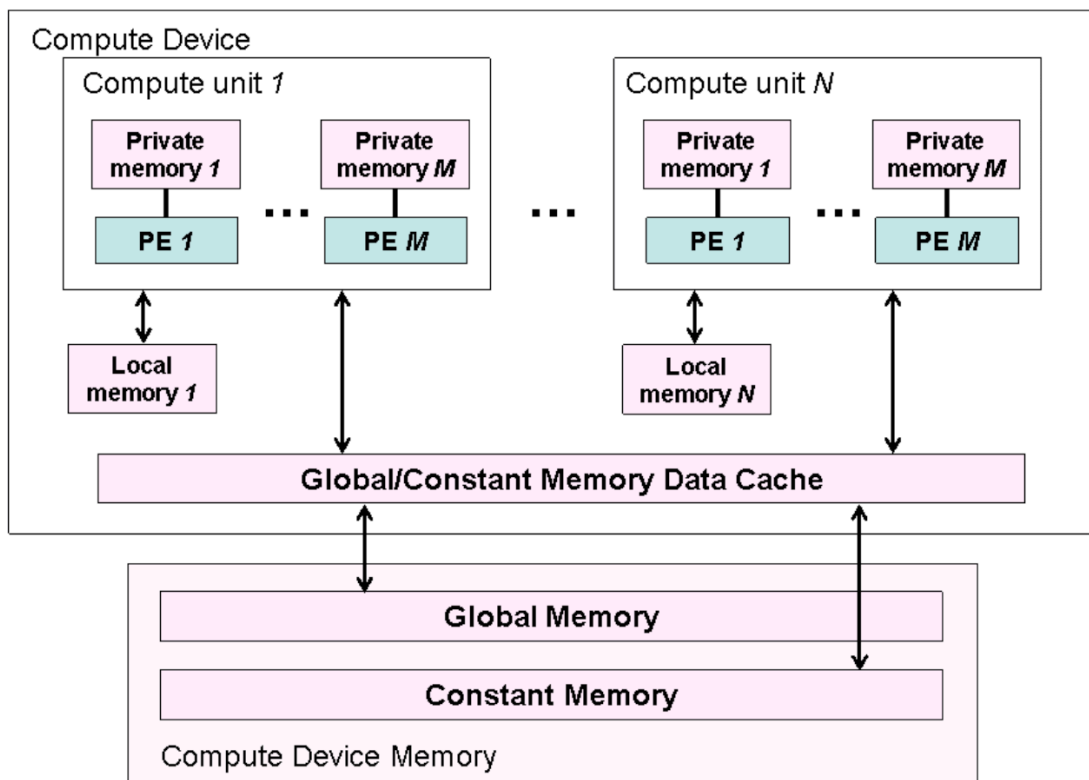 Compute Device
Compute unit 1
Compute unit N
Private
memory 1
Private
memory M
Private
memory 1
Private
memory M
...
...
...
PE 1
PE M
PE 1
PE M
Local
memory 1
Local
memory N
Global/Constant Memory Data Cache
Global Memory
Constant Memory
Compute Device Memory